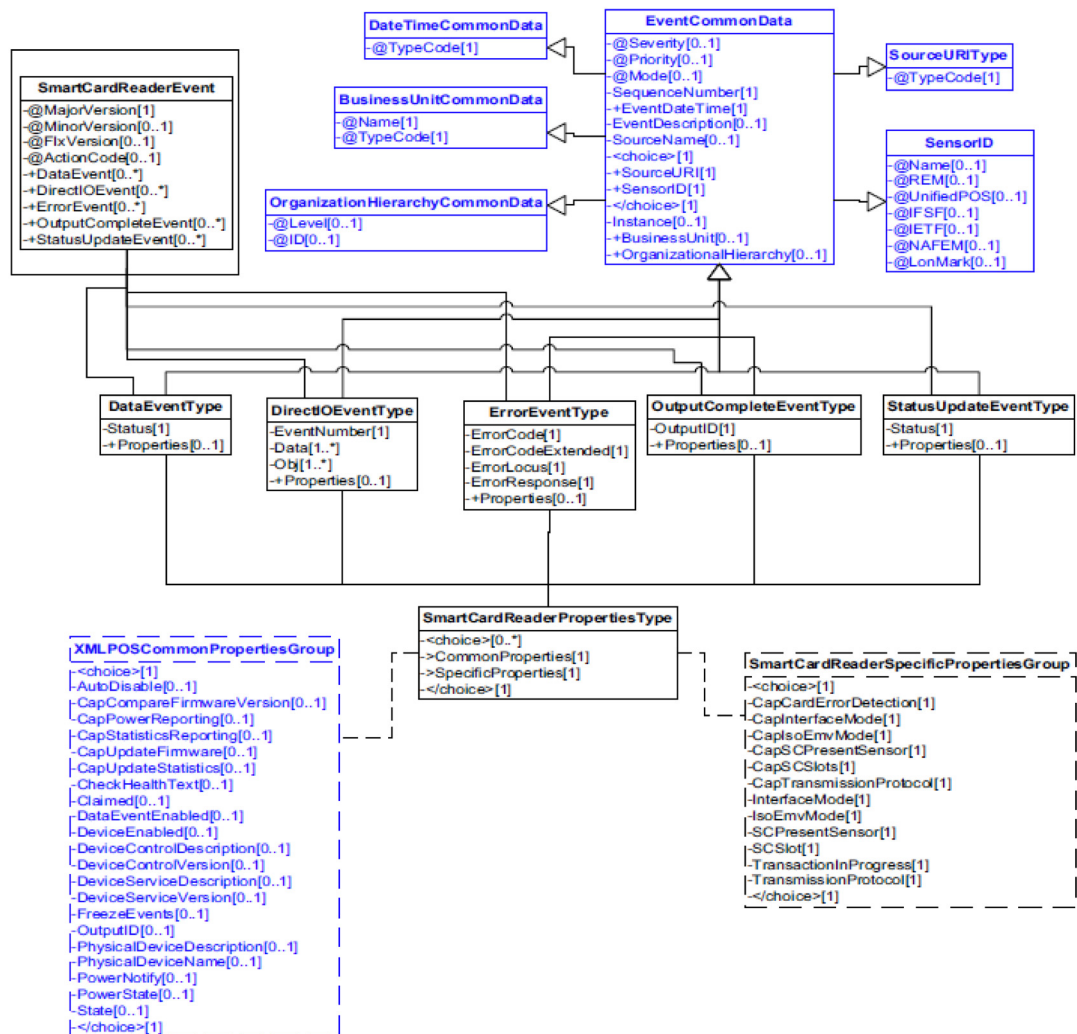 DateTimeCommonData
-@TypeCode[1]
EventCommonData
-@Severity[0..1]
-@Priority[0..1]
-@Mode[0..1]
-SequenceNumber[1]
-+EventDateTime[1]
-EventDescription[0..1]
-SourceName[0..1]
-<choice>[1]
-+SourceURI[1]
-+SensorID[1]
-</choice>[1]
-Instance[0..1]
-+BusinessUnit[0..1]
-+OrganizationalHierarchy[0..1]
SourceURIType
-@TypeCode[1]
SmartCardReaderEvent
-@MajorVersion[1]
-@MinorVersion[0..1]
-@FixVersion[0..1]
-@ActionCode[0..1]
-+DataEvent[0..*]
-+DirectIOEvent[0..*]
-+ErrorEvent[0..*]
-+OutputCompleteEvent[0..*]
-+StatusUpdateEvent[0..*]
BusinessUnitCommonData
-@Name[1]
-@TypeCode[1]
SensorID
-@Name[0..1]
-@REM[0..1]
-@UnifiedPOS[0..1]
-@IFSF[0..1]
-@IETF[0..1]
-@NAFEM[0..1]
-@LonMark[0..1]
OrganizationHierarchyCommonData
-@Level[0..1]
-@ID[0..1]
DataEventType
-Status[1]
-+Properties[0..1]
DirectIOEventType
-EventNumber[1]
-Data[1..*]
-Obj[1..*]
-+Properties[0..1]
ErrorEventType
-ErrorCode[1]
-ErrorCodeExtended[1]
-ErrorLocus[1]
-ErrorResponse[1]
-+Properties[0..1]
OutputCompleteEventType
-OutputID[1]
-+Properties[0..1]
StatusUpdateEventType
-Status[1]
-+Properties[0..1]
SmartCardReaderPropertiesType
-<choice>[0..*]
->CommonProperties[1]
->SpecificProperties[1]
-</choice>[1]
XMLPOSCommonPropertiesGroup
-<choice>[1]
-AutoDisable[0..1]
-CapCompareFirmwareVersion[0..1]
-CapPowerReporting[0..1]
-CapStatisticsReporting[0..1]
-CapUpdateFirmware[0..1]
-CapUpdateStatistics[0..1]
-CheckHealthText[0..1]
-Claimed[0..1]
-DataEventEnabled[0..1]
-DeviceEnabled[0..1]
-DeviceControlDescription[0..1]
-DeviceControlVersion[0..1]
-DeviceServiceDescription[0..1]
-DeviceServiceVersion[0..1]
-FreezeEvents[0..1]
-OutputID[0..1]
-PhysicalDeviceDescription[0..1]
-PhysicalDeviceName[0..1]
-PowerNotify[0..1]
-PowerState[0..1]
-State[0..1]
-</choice>[1]
SmartCardReaderSpecificPropertiesGroup
-<choice>[1]
-CapCardErrorDetection[1]
-CapInterfaceMode[1]
-CapIsoEmvMode[1]
-CapSCPresentSensor[1]
-CapSCSlots[1]
-CapTransmissionProtocol[1]
-InterfaceMode[1]
-IsoEmvMode[1]
-SCPresentSensor[1]
-SCSlot[1]
-TransactionInProgress[1]
-TransmissionProtocol[1]
-</choice>[1]